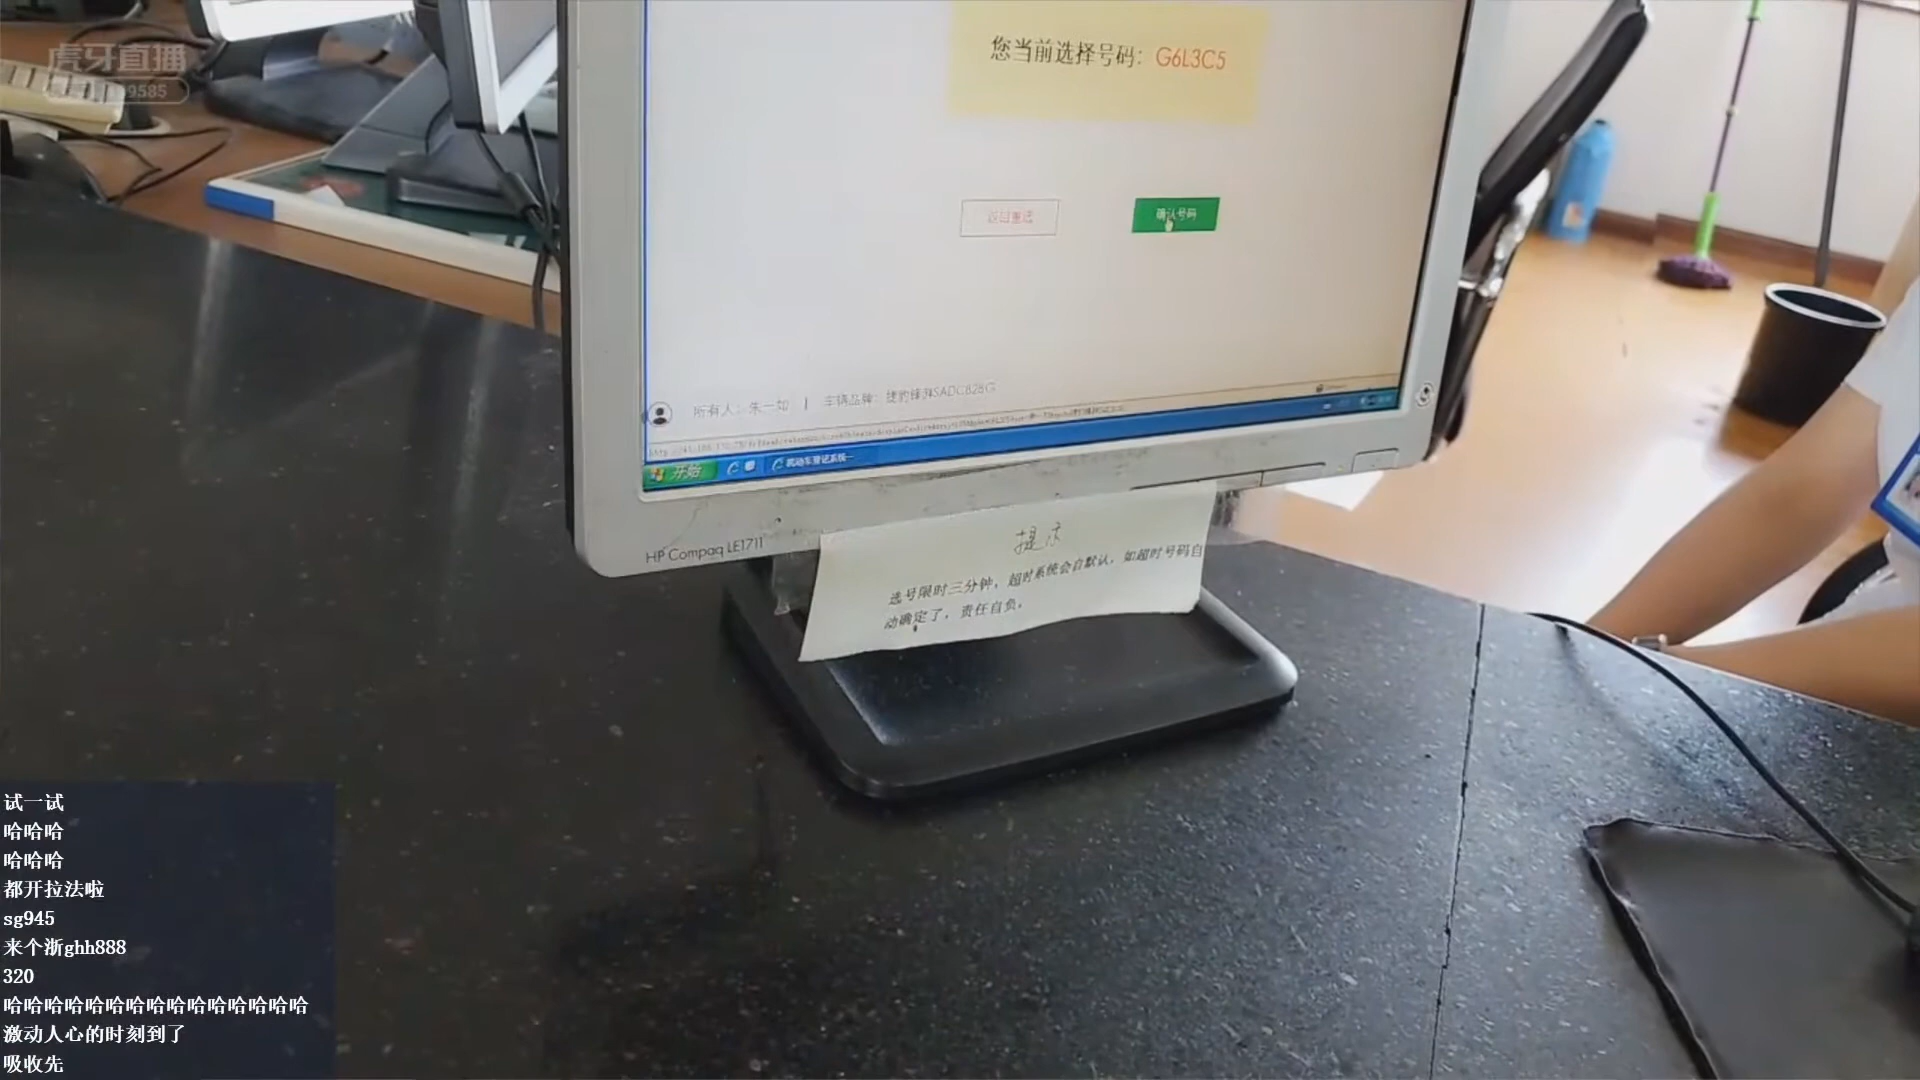 虎牙直播
您当前选择号码：G6L3C5
返回重选
确认号码
所有人：朱一如 | 车辆品牌：捷豹牌SADCB2BG
开始
机动车登记系统
HP Compaq LE1711
提示
选号限时三分钟，超时系统会自默认，如超时号码自
动确定了，责任自负。
试一试
哈哈哈
哈哈哈
都开拉法啦
sg945
来个浙ghh888
320
哈哈哈哈哈哈哈哈哈哈哈哈哈哈哈
激动人心的时刻到了
吸收先